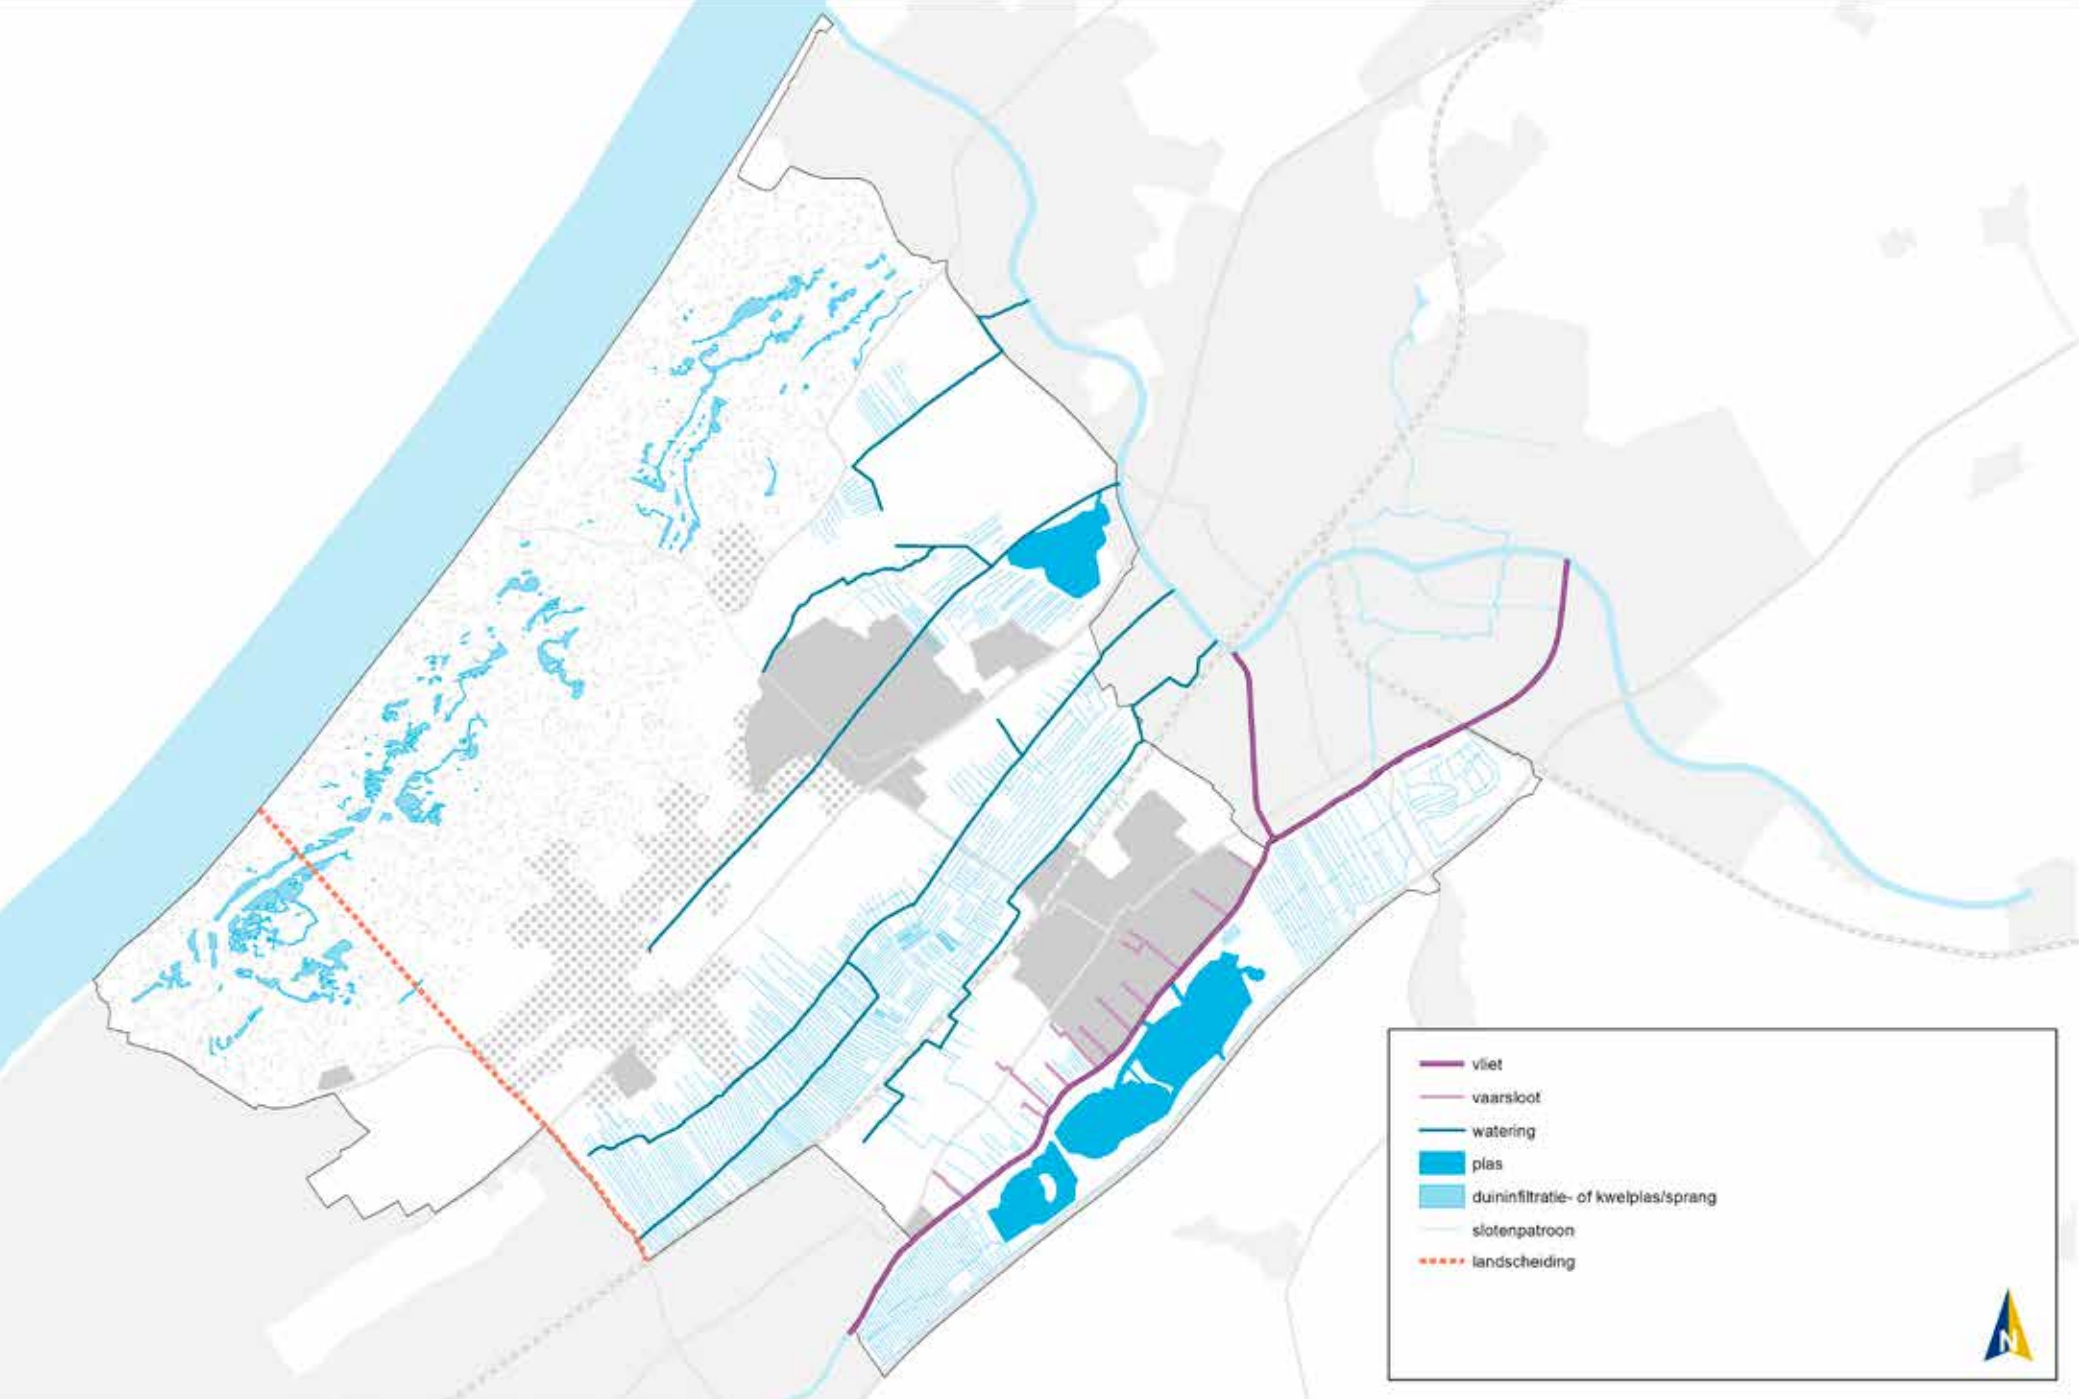 vliet
vaarsloot
watering
plas
duininfiltratie- of kwelplas/sprang
slotenpatroon
landscheiding
N